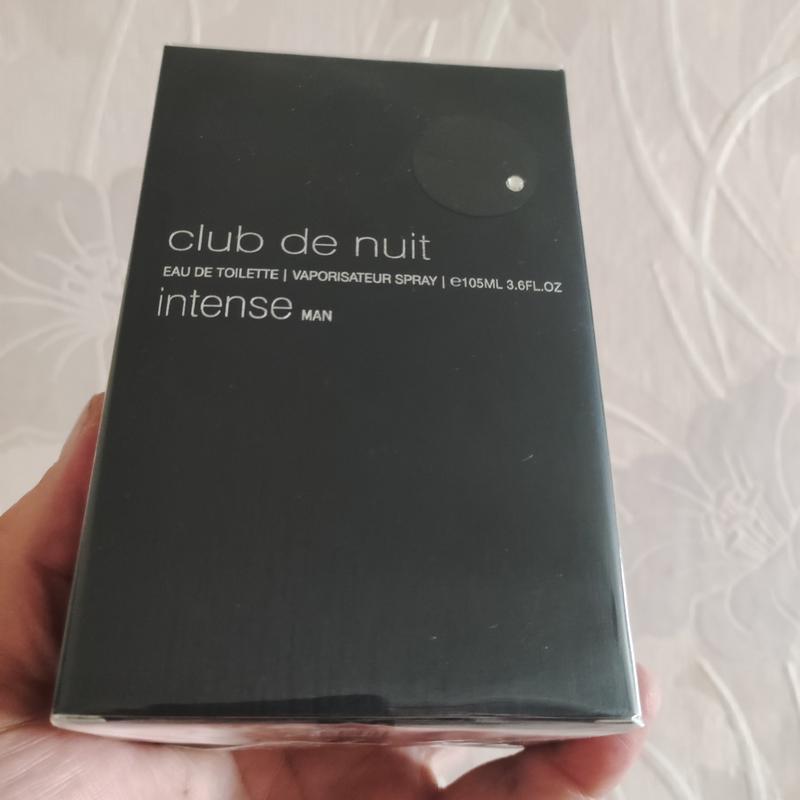 club de nuit
EAU DE TOILETTE | VAPORISATEUR SPRAY | ℮105ML 3.6FL.OZ
intense MAN